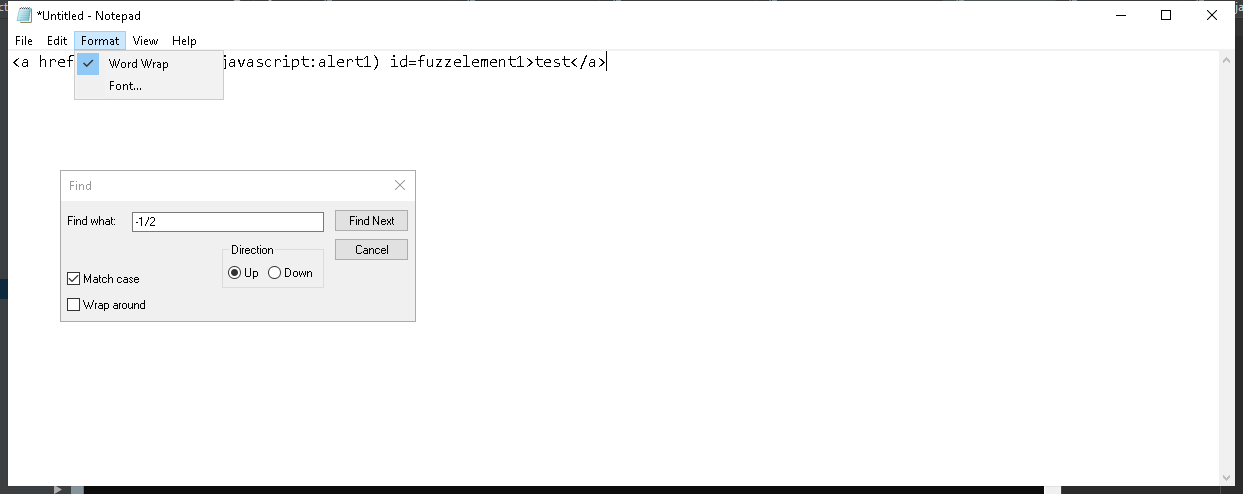 *Untitled - Notepad
File Edit Format View Help
<a href javascript:alert1) id=fuzzelement1>test</a>
Word Wrap
Font...
Find
Find what: -1/2 Find Next
Direction Cancel
Up Down
Match case
Wrap around